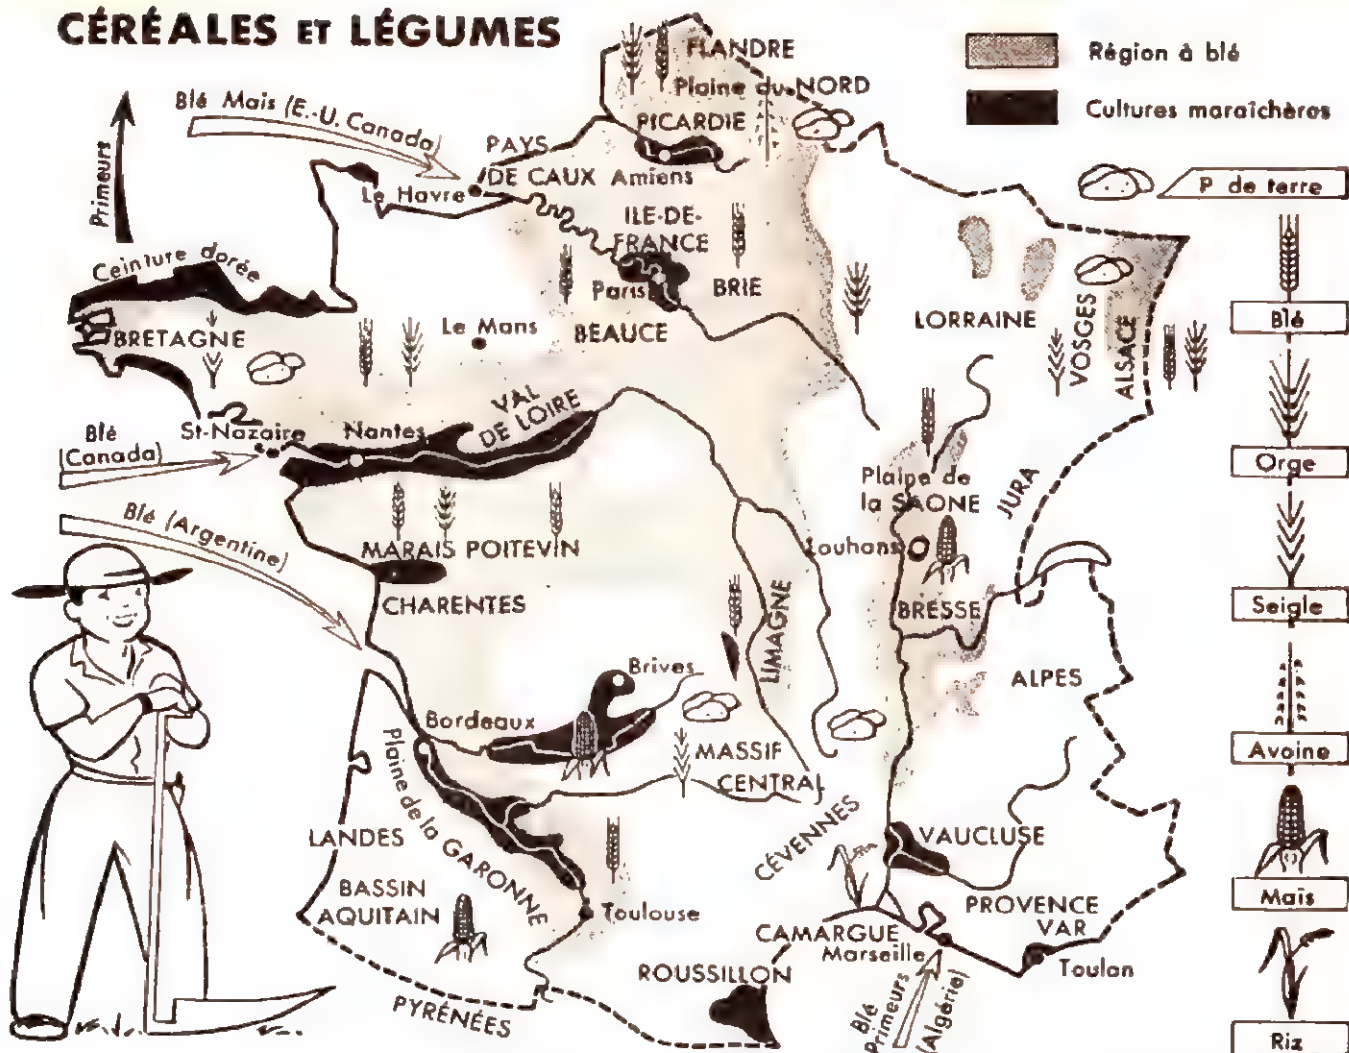 CÉRÉALES ET LÉGUMES
Région à blé
Cultures maraîchères
P de terre
Blé
Orge
Seigle
Avoine
Maïs
Riz
Blé Maïs (E.-U. Canada)
Primeurs
FLANDRE
Plaine du NORD
PICARDIE
PAYS
DE CAUX
Amiens
Le Havre
ILE-DE-
FRANCE
Paris
BRIE
Ceinture dorée
BRETAGNE
Le Mans
BEAUCE
LORRAINE
VOSGES
ALSACE
VAL
DE LOIRE
St-Nazaire
Nantes
Blé
(Canada)
Plaine de
la SAONE
JURA
Blé (Argentine)
MARAIS POITEVIN
Louhans
CHARENTES
BRESSE
LIMAGNE
Brives
ALPES
Bordeaux
MASSIF
CENTRAL
Plaine de la GARONNE
LANDES
CÉVENNES
VAUCLUSE
BASSIN
AQUITAIN
Toulouse
PROVENCE
VAR
CAMARGUE
Marseille
Toulon
ROUSSILLON
PYRÉNÉES
Blé
Primeurs
(Algérie)